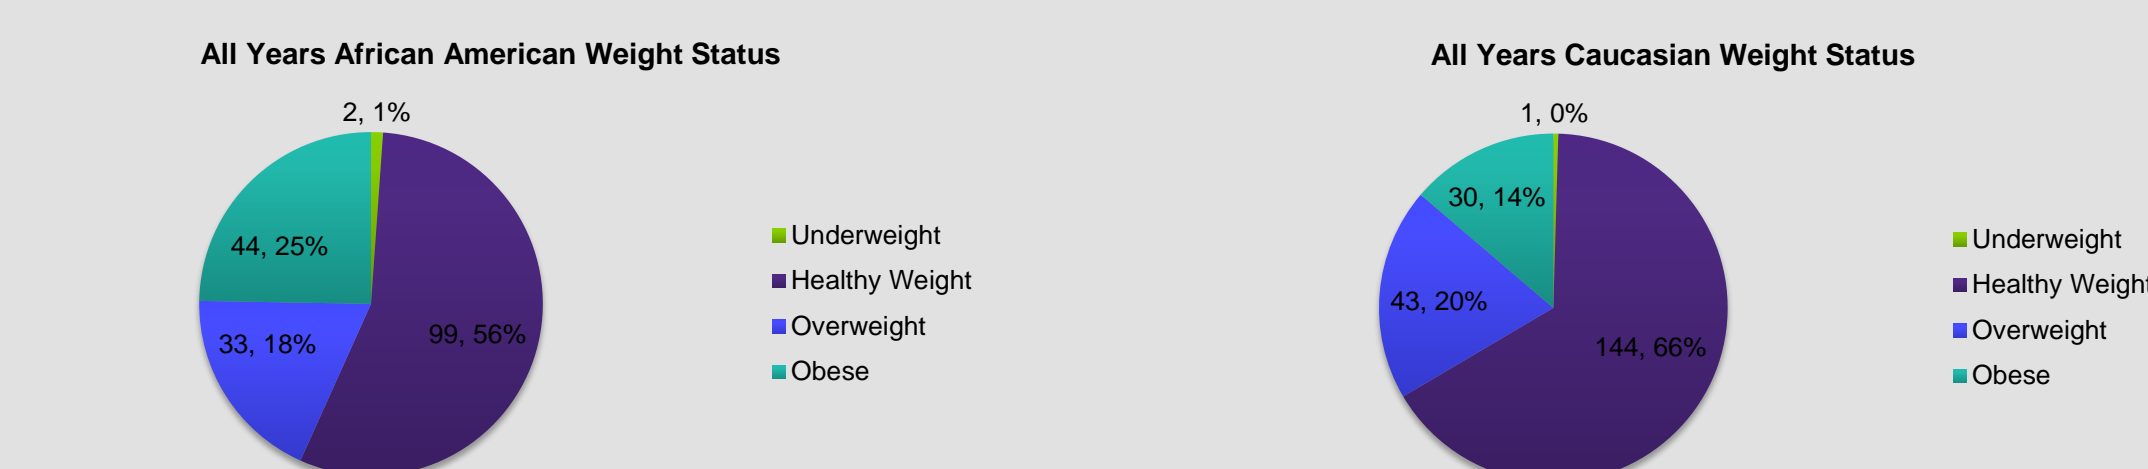 All Years African American Weight Status
2, 1%
44, 25%
33, 18%
99, 56%
Underweight
Healthy Weight
Overweight
Obese
All Years Caucasian Weight Status
1, 0%
30, 14%
43, 20%
144, 66%
Underweight
Healthy Weight
Overweight
Obese